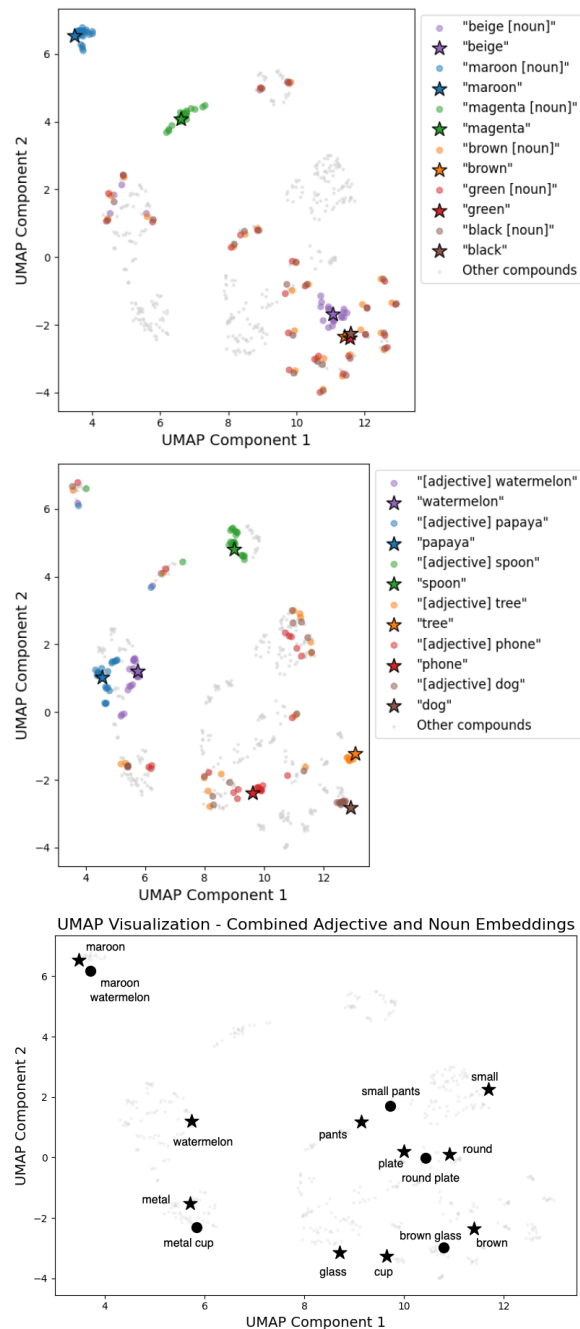 6
4
2
0
−2
−4
4
6
8
10
12
UMAP Component 2
UMAP Component 1
"beige [noun]"
"beige"
"maroon [noun]"
"maroon"
"magenta [noun]"
"magenta"
"brown [noun]"
"brown"
"green [noun]"
"green"
"black [noun]"
"black"
Other compounds
6
4
2
0
−2
−4
4
6
8
10
12
UMAP Component 2
UMAP Component 1
"[adjective] watermelon"
"watermelon"
"[adjective] papaya"
"papaya"
"[adjective] spoon"
"spoon"
"[adjective] tree"
"tree"
"[adjective] phone"
"phone"
"[adjective] dog"
"dog"
Other compounds
UMAP Visualization - Combined Adjective and Noun Embeddings
6
4
2
0
−2
−4
4
6
8
10
12
UMAP Component 2
UMAP Component 1
maroon
maroon
watermelon
small
small pants
pants
watermelon
plate
round
round plate
metal
metal cup
brown glass
brown
glass
cup